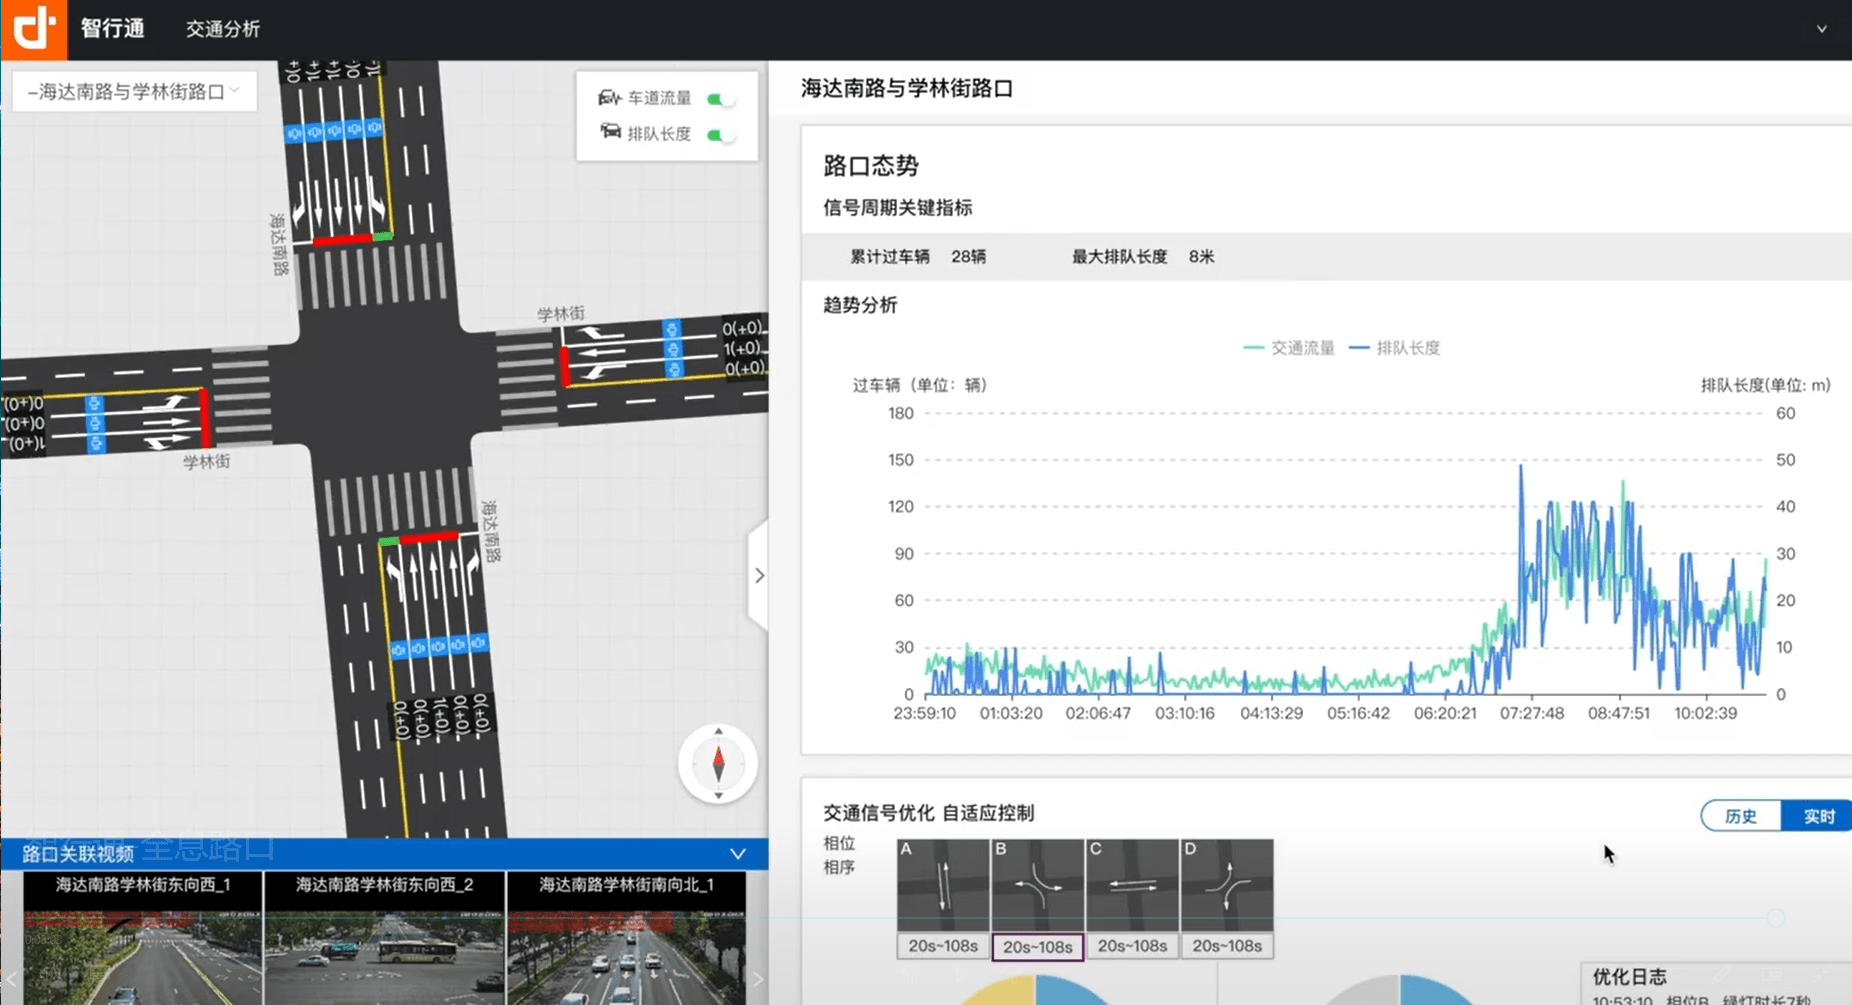 智行通 交通分析
-海达南路与学林街路口
车道流量
排队长度
海达南路
学林街
0(+0)
1(+0)
0(+0)
0(+0)
0(+0)
1(+0)
学林街
海达南路
0(+0)
0(+0)
1(+0)
0(+0)
0(+0)
智行通 全息路口
路口关联视频
海达南路学林街东向西_1
海达南路学林街东向西_2
海达南路学林街南向北_1
海达南路与学林街路口
路口态势
信号周期关键指标
累计过车辆 28辆 最大排队长度 8米
趋势分析
交通流量 排队长度
过车辆（单位：辆） 排队长度(单位: m)
180 60
150 50
120 40
90 30
60 20
30 10
0 0
23:59:10 01:03:20 02:06:47 03:10:16 04:13:29 05:16:42 06:20:21 07:27:48 08:47:51 10:02:39
交通信号优化 自适应控制
历史 实时
相位
相序
A B C D
20s~108s 20s~108s 20s~108s 20s~108s
优化日志
10:53:10 相位B 绿灯时长7秒